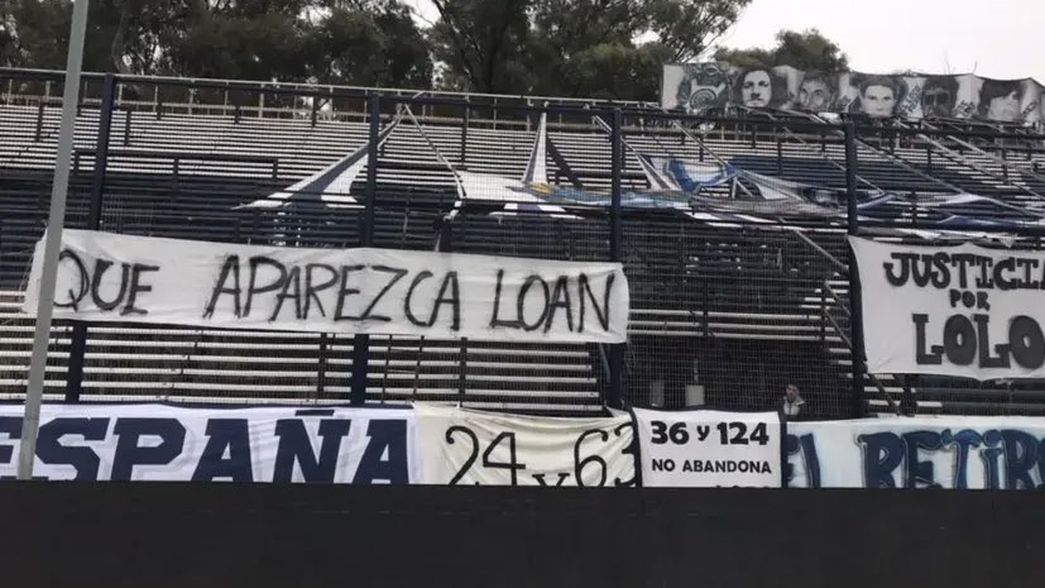 QUE APAREZCA LOAN
JUSTICIA
POR
LOLO
ESPAÑA
24 y 63
36 Y 124
NO ABANDONA
EL RETIRO